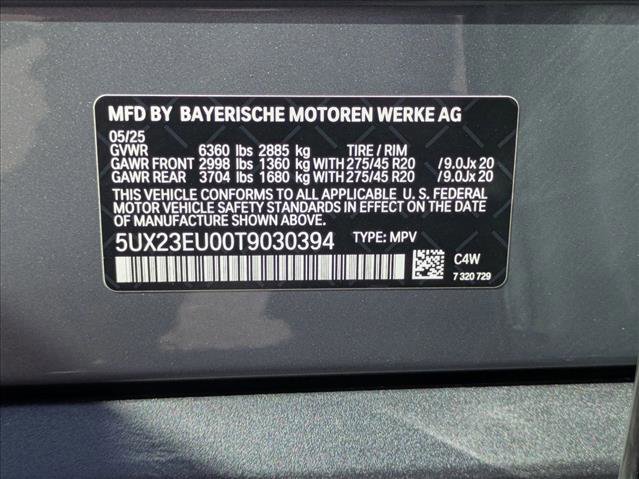 MFD BY BAYERISCHE MOTOREN WERKE AG
05/25
GVWR 6360 lbs 2885 kg TIRE / RIM
GAWR FRONT 2998 lbs 1360 kg WITH 275/45 R20 /9.0Jx 20
GAWR REAR 3704 lbs 1680 kg WITH 275/45 R20 /9.0Jx 20
THIS VEHICLE CONFORMS TO ALL APPLICABLE U. S. FEDERAL
MOTOR VEHICLE SAFETY STANDARDS IN EFFECT ON THE DATE
OF MANUFACTURE SHOWN ABOVE.
5UX23EU00T9030394 TYPE: MPV
C4W
7 320 729